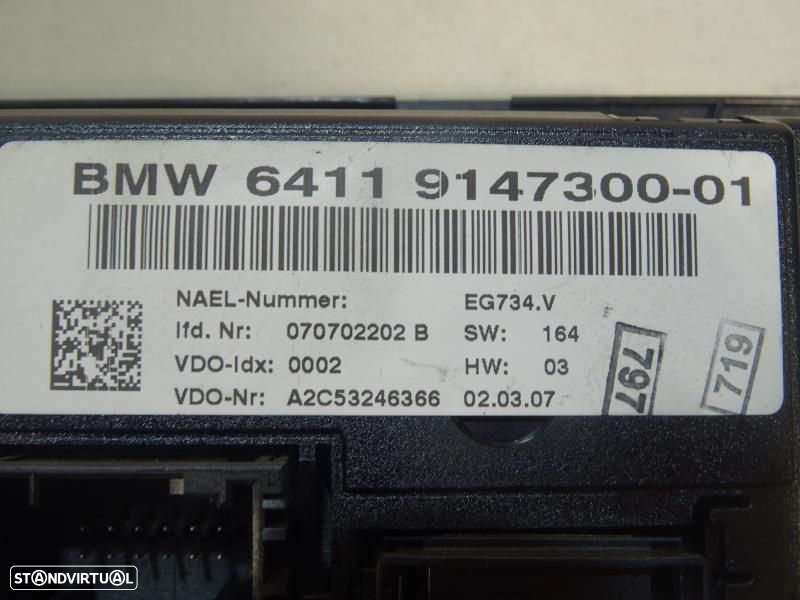 BMW 6411 9147300-01
NAEL-Nummer: EG734.V
lfd. Nr: 070702202 B SW: 164
VDO-Idx: 0002 HW: 03
VDO-Nr: A2C53246366 02.03.07
797
719
STANDVIRTUAL